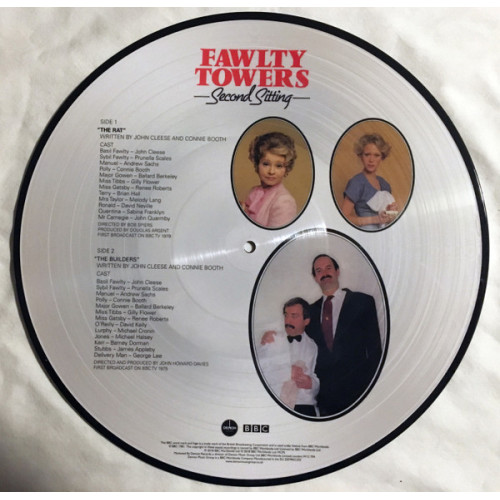 FAWLTY
TOWERS
Second Sitting
SIDE 1
"THE RAT"
WRITTEN BY JOHN CLEESE AND CONNIE BOOTH
CAST
Basil Fawlty – John Cleese
Sybil Fawlty – Prunella Scales
Manuel – Andrew Sachs
Polly – Connie Booth
Major Gowen – Ballard Berkeley
Miss Tibbs – Gilly Flower
Miss Gatsby – Renee Roberts
Terry – Brian Hall
Mrs Taylor – Melody Lang
Ronald – David Neville
Quentina – Sabina Franklyn
Mr Carnegie – John Quarmby
DIRECTED BY BOB SPIERS
PRODUCED BY DOUGLAS ARGENT
FIRST BROADCAST ON BBCTV 1979
SIDE 2
"THE BUILDERS"
WRITTEN BY JOHN CLEESE AND CONNIE BOOTH
CAST
Basil Fawlty – John Cleese
Sybil Fawlty – Prunella Scales
Manuel – Andrew Sachs
Polly – Connie Booth
Major Gowen – Ballard Berkeley
Miss Tibbs – Gilly Flower
Miss Gatsby – Renee Roberts
O'Reilly – David Kelly
Lurphy – Michael Cronin
Jones – Michael Halsey
Kerr – Barney Dorman
Stubbs – James Appleby
Delivery Man – George Lee
DIRECTED AND PRODUCED BY JOHN HOWARD DAVIES
FIRST BROADCAST ON BBCTV 1975
demon
BBC